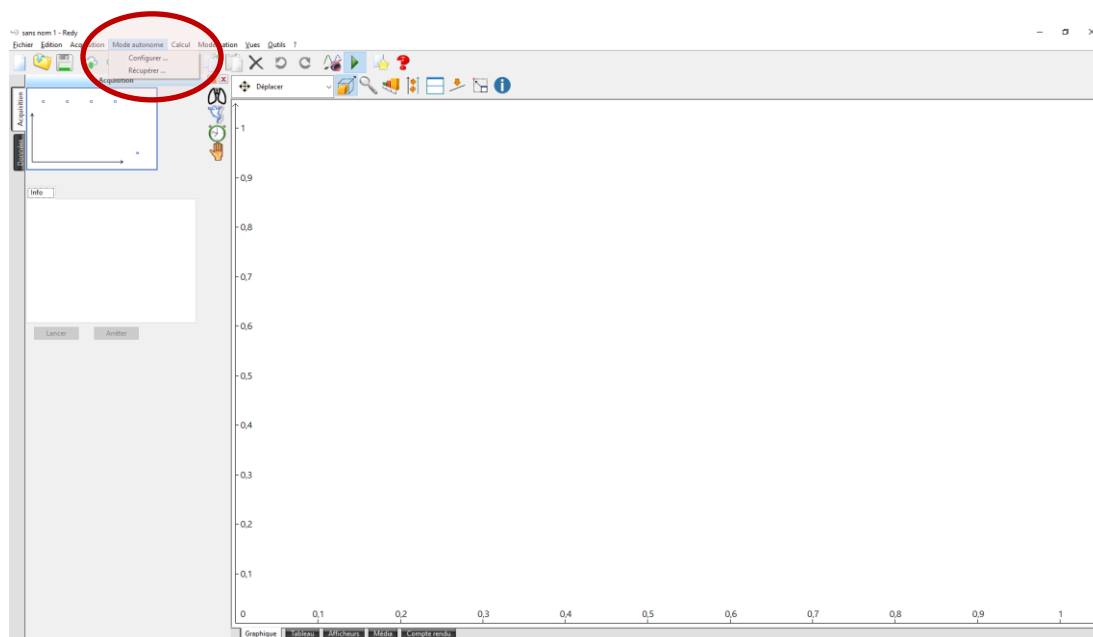 sans nom 1 - Redy
Fichier Edition Acquisition Mode autonome Calcul Modélisation Vues Outils ?
Configurer ...
Récupérer ...
Acquisition
Déplacer
Acquisition
Données
Info
Lancer Arrêter
1
0,9
0,8
0,7
0,6
0,5
0,4
0,3
0,2
0,1
0 0,1 0,2 0,3 0,4 0,5 0,6 0,7 0,8 0,9 1
Graphique Tableau Afficheurs Média Compte rendu